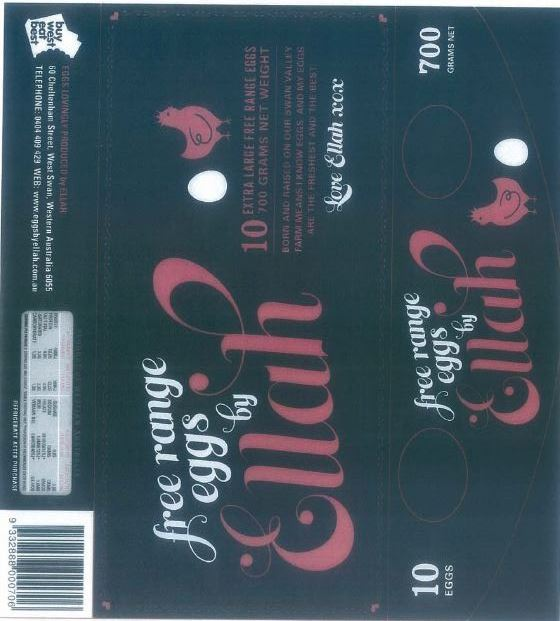 buy
west
eat
best
EGGS LOVINGLY PRODUCED by ELLAH
60 Cheltenham Street, West Swan, Western Australia 6055
TELEPHONE: 0404 409 429 WEB: www.eggsbyellah.com.au
REFRIGERATE AFTER PURCHASE
9 332888 000706
free range
eggs
by
Ellah
10 EXTRA LARGE FREE RANGE EGGS
700 GRAMS NET WEIGHT
BORN AND RAISED ON OUR SWAN VALLEY
FARM MEANS I KNOW EGGS, AND MY EGGS
ARE THE FRESHEST AND THE BEST.
Love Ellah xox
700
GRAMS NET
free range
eggs
by
Ellah
10
EGGS